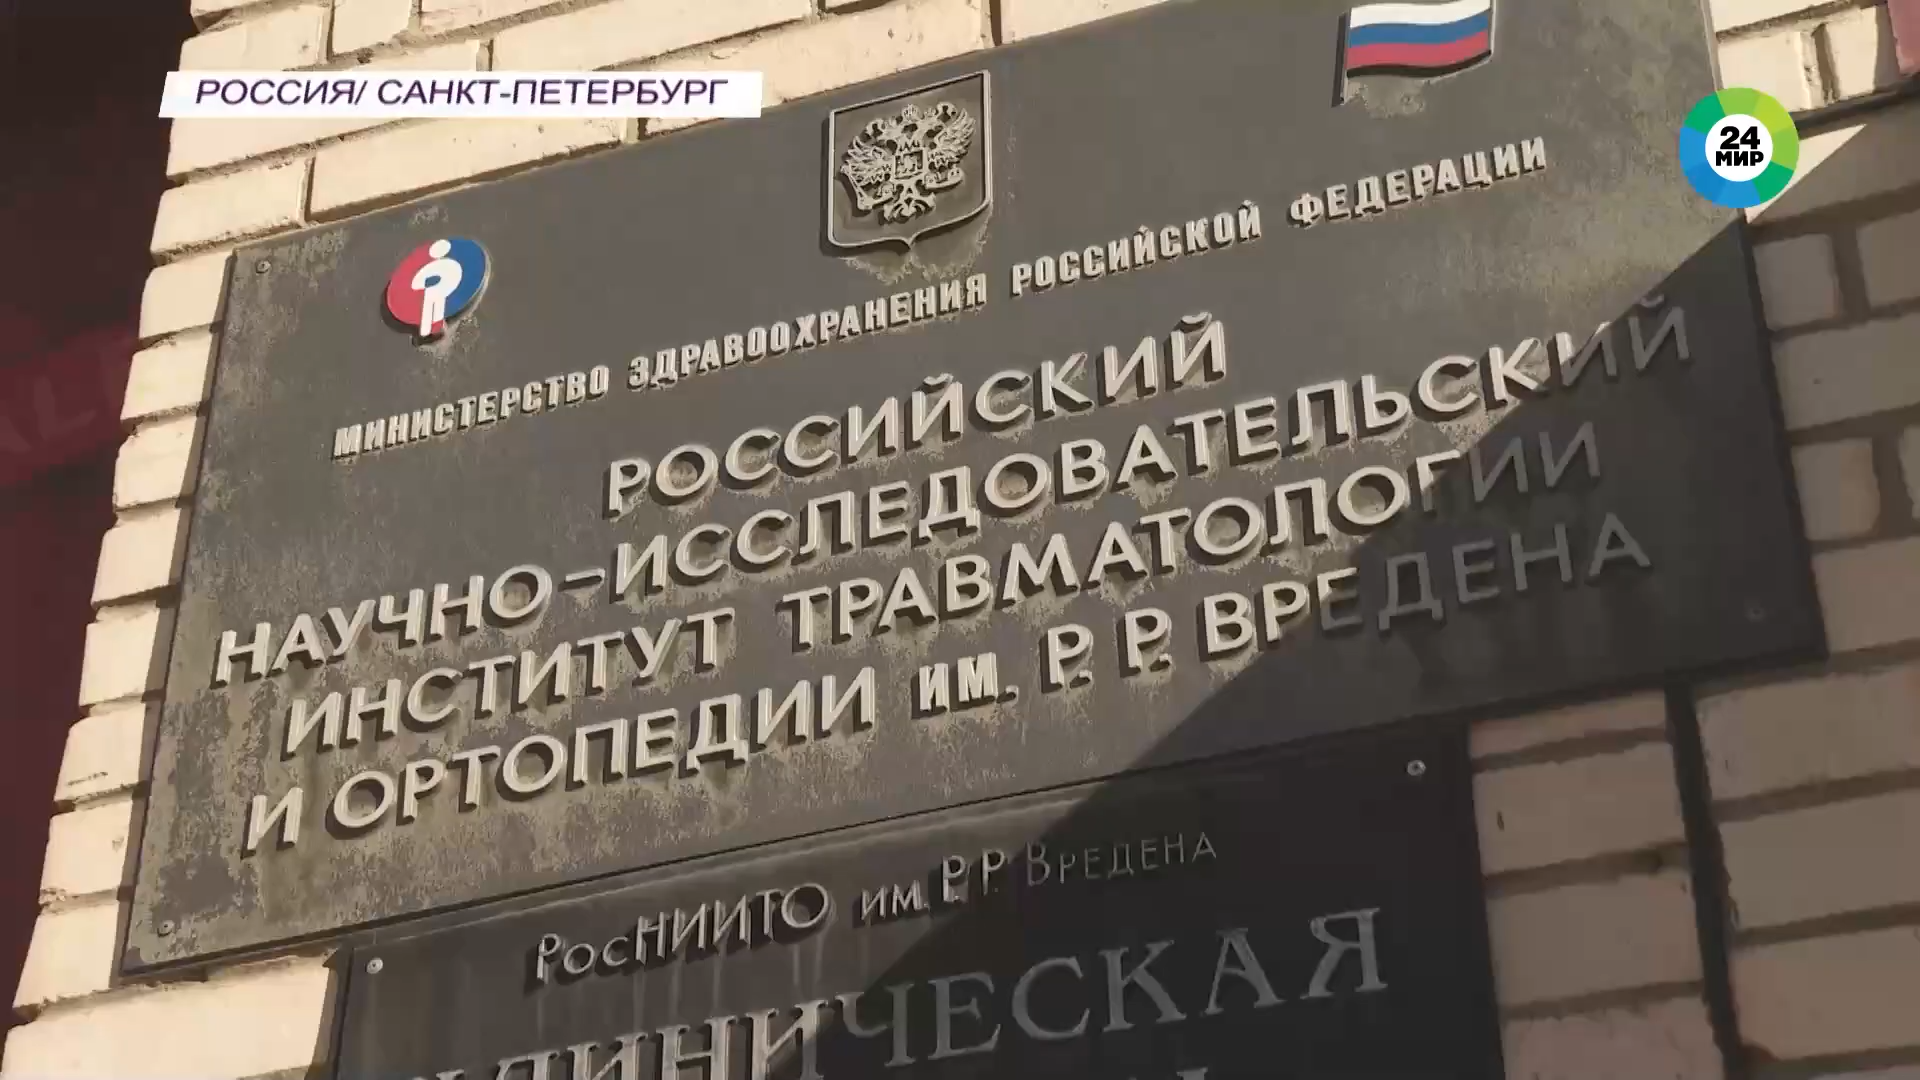 РОССИЯ/ САНКТ-ПЕТЕРБУРГ
24
МИР
МИНИСТЕРСТВО ЗДРАВООХРАНЕНИЯ РОССИЙСКОЙ ФЕДЕРАЦИИ
РОССИЙСКИЙ
НАУЧНО-ИССЛЕДОВАТЕЛЬСКИЙ
ИНСТИТУТ ТРАВМАТОЛОГИИ
И ОРТОПЕДИИ ИМ. Р. Р. ВРЕДЕНА
РосНИИТО им. Р.Р. Вредена
КЛИНИЧЕСКАЯ